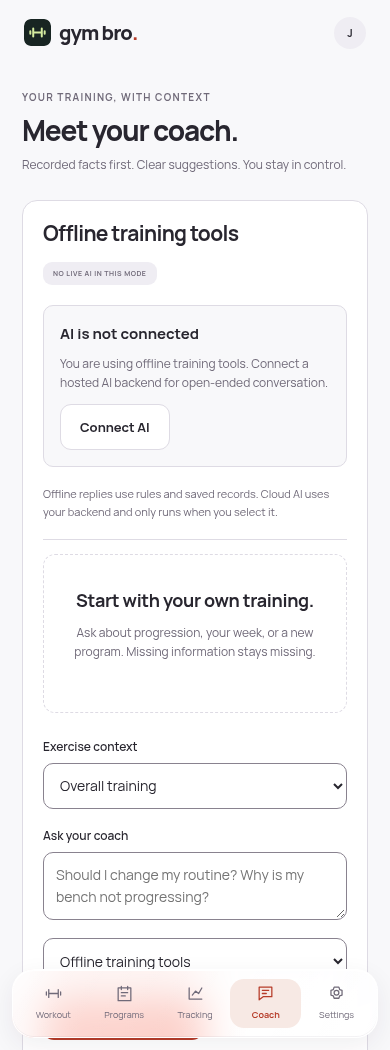 gym bro.
J
YOUR TRAINING, WITH CONTEXT
Meet your coach.
Recorded facts first. Clear suggestions. You stay in control.
Offline training tools
NO LIVE AI IN THIS MODE
AI is not connected
You are using offline training tools. Connect a
hosted AI backend for open-ended conversation.
Connect AI
Offline replies use rules and saved records. Cloud AI uses
your backend and only runs when you select it.
Start with your own training.
Ask about progression, your week, or a new
program. Missing information stays missing.
Exercise context
Overall training
Ask your coach
Should I change my routine? Why is my
bench not progressing?
Offline training tools
Workout
Programs
Tracking
Coach
Settings